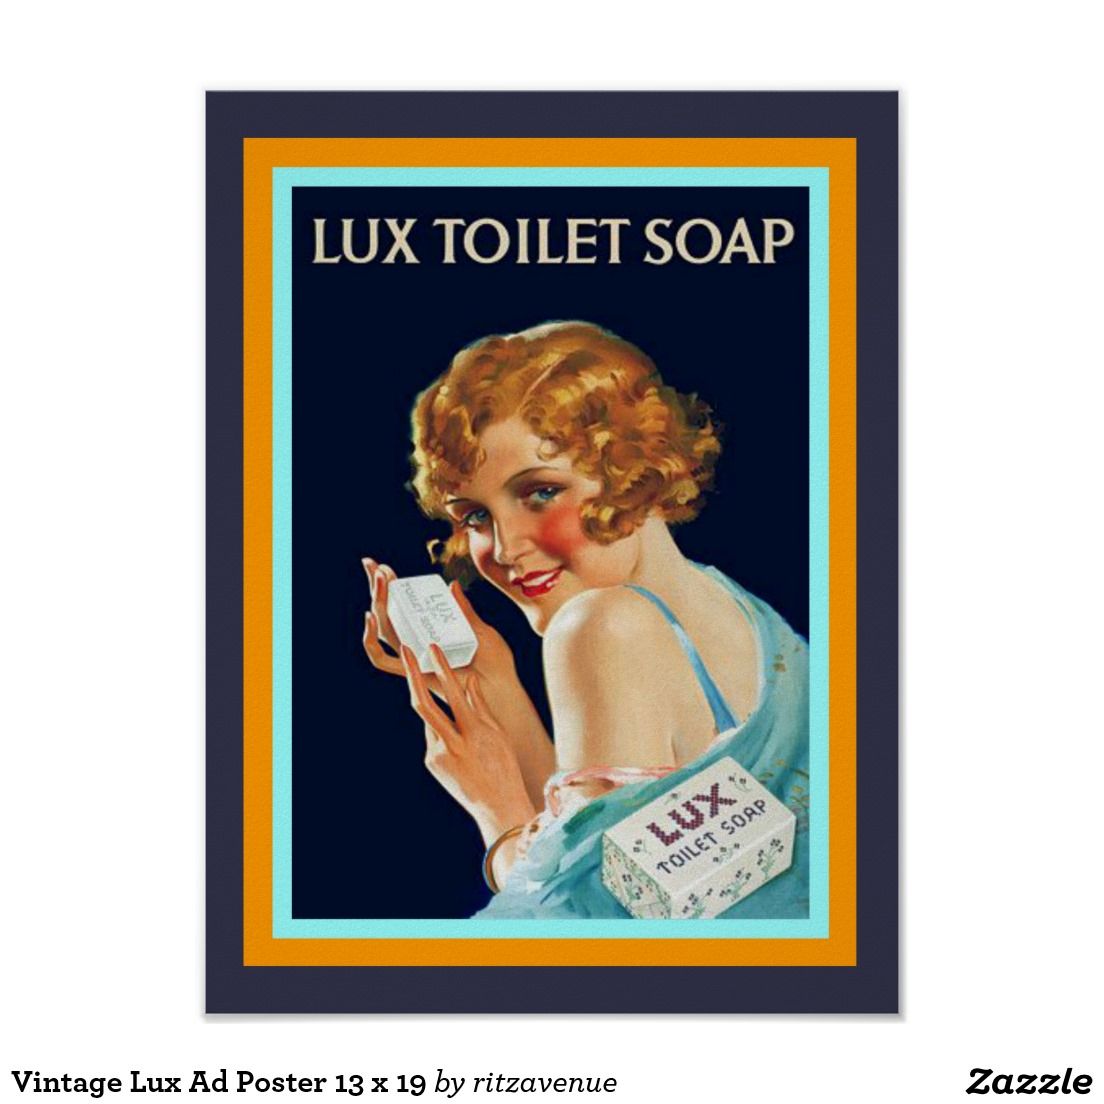 LUX TOILET SOAP
LUX
TOILET SOAP
LUX
TOILET SOAP
Vintage Lux Ad Poster 13 x 19 by ritzavenue
Zazzle